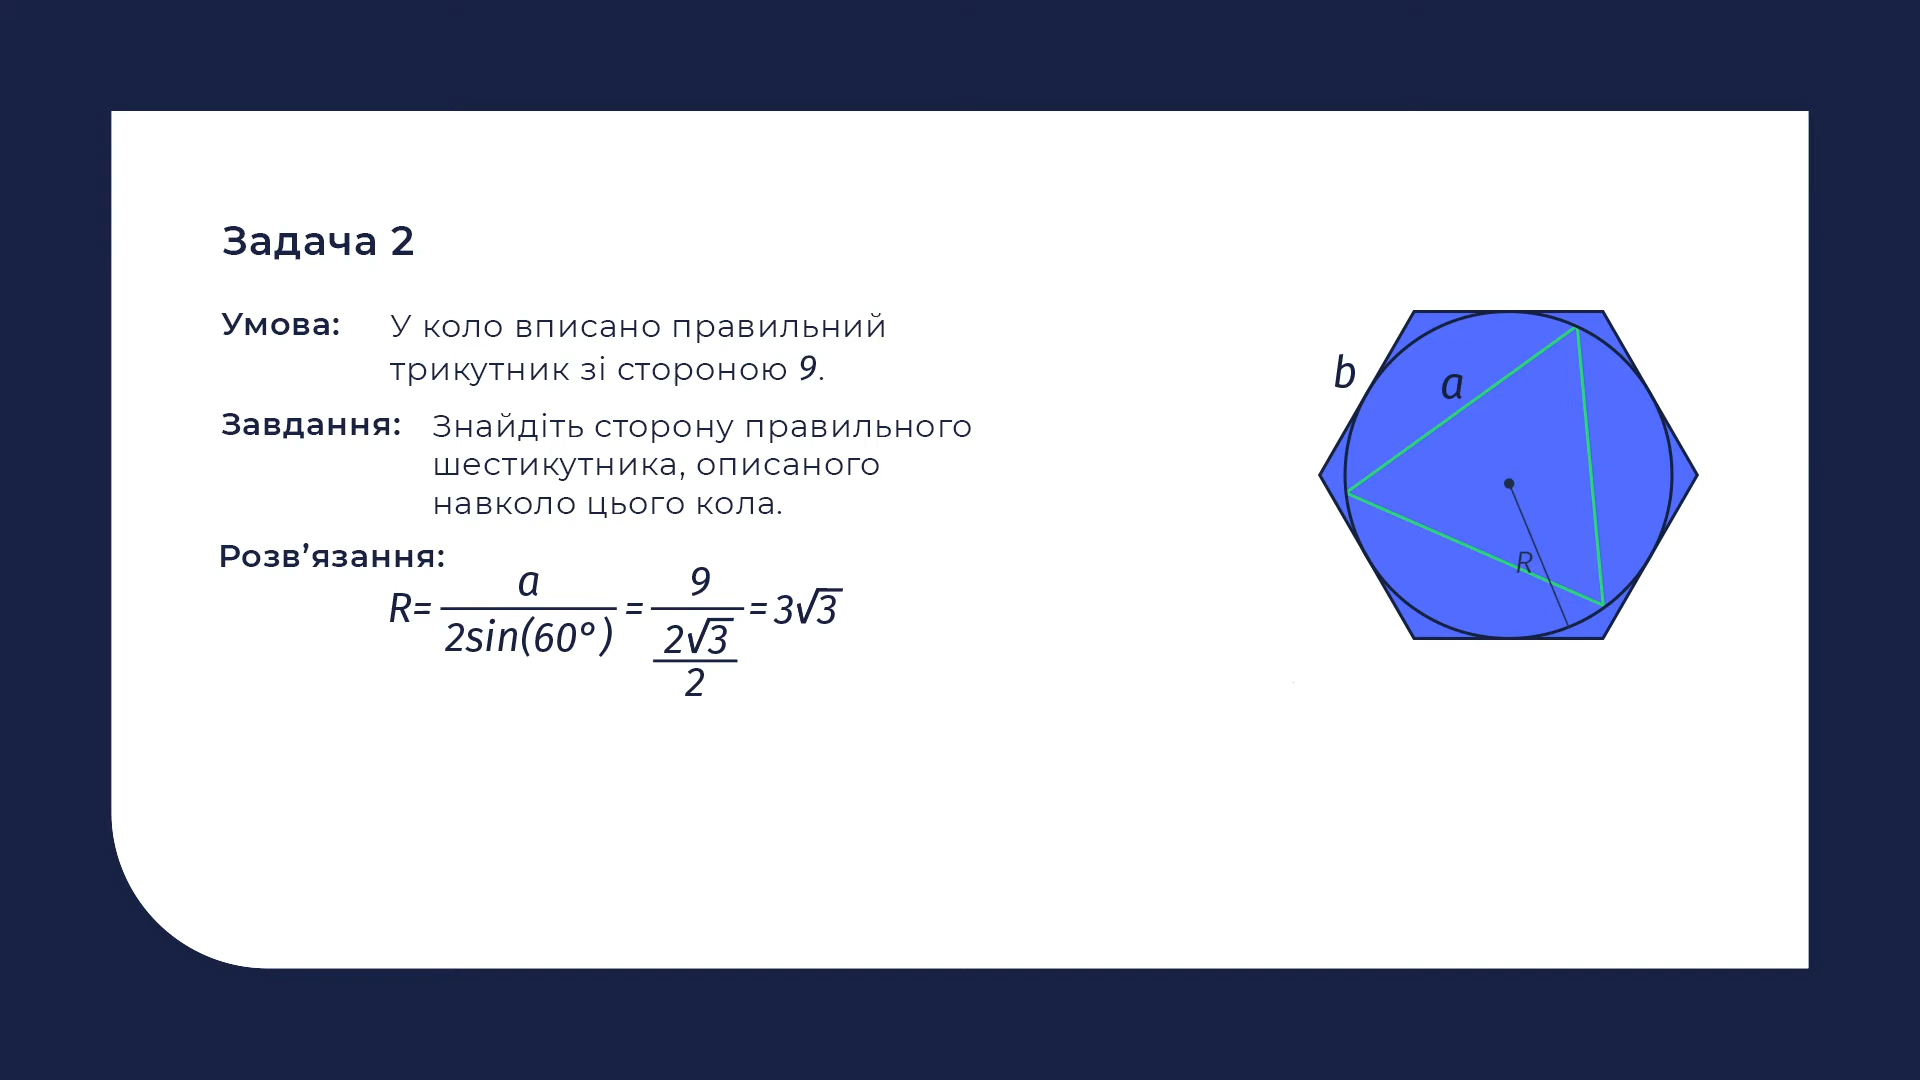 Задача 2
Умова: У коло вписано правильний
трикутник зі стороною 9.
Завдання: Знайдіть сторону правильного
шестикутника, описаного
навколо цього кола.
Розв’язання:
R= a / 2sin(60°) = 9 / (2√3 / 2) = 3√3
b
a
R